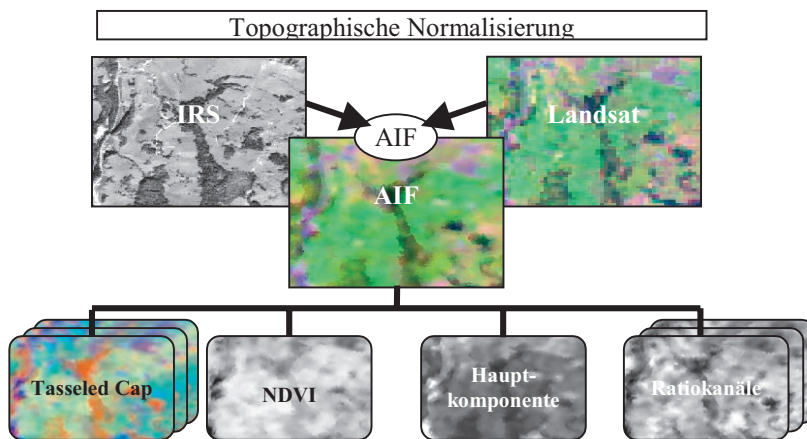 Topographische Normalisierung
IRS
Landsat
AIF
AIF
Tasseled Cap
NDVI
Haupt-
komponente
Ratiokanäle